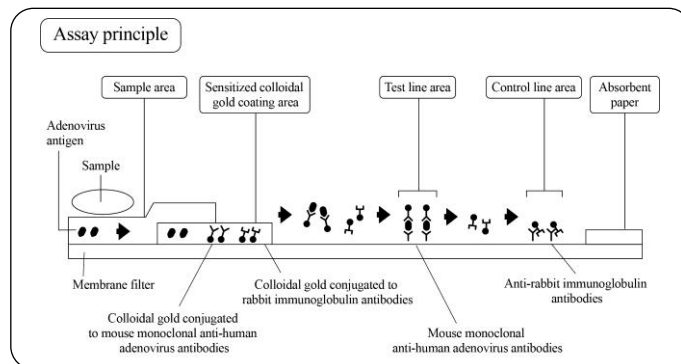 Assay principle
Sample area
Sensitized colloidal
gold coating area
Test line area
Control line area
Absorbent
paper
Adenovirus
antigen
Sample
Membrane filter
Colloidal gold conjugated to
rabbit immunoglobulin antibodies
Anti-rabbit immunoglobulin
antibodies
Colloidal gold conjugated
to mouse monoclonal anti-human
adenovirus antibodies
Mouse monoclonal
anti-human adenovirus antibodies